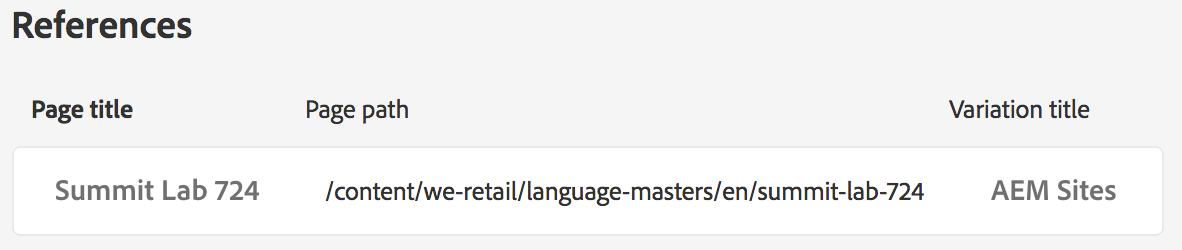 References
Page title Page path Variation title
Summit Lab 724 /content/we-retail/language-masters/en/summit-lab-724 AEM Sites